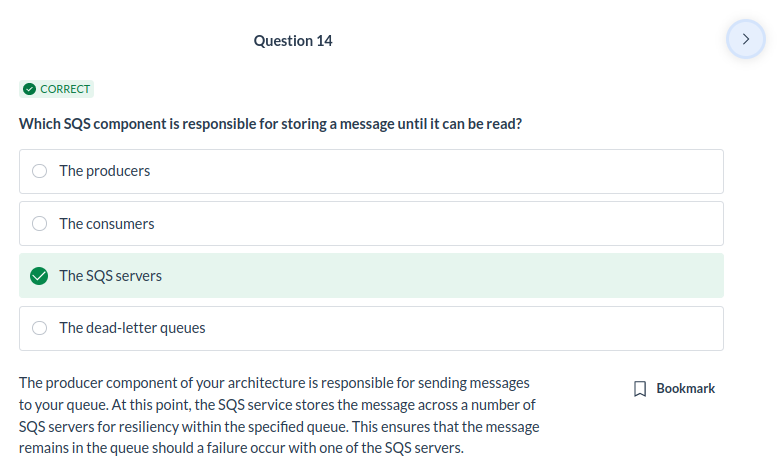 Question 14
CORRECT
Which SQS component is responsible for storing a message until it can be read?
The producers
The consumers
The SQS servers
The dead-letter queues
The producer component of your architecture is responsible for sending messages
to your queue. At this point, the SQS service stores the message across a number of
SQS servers for resiliency within the specified queue. This ensures that the message
remains in the queue should a failure occur with one of the SQS servers.
Bookmark